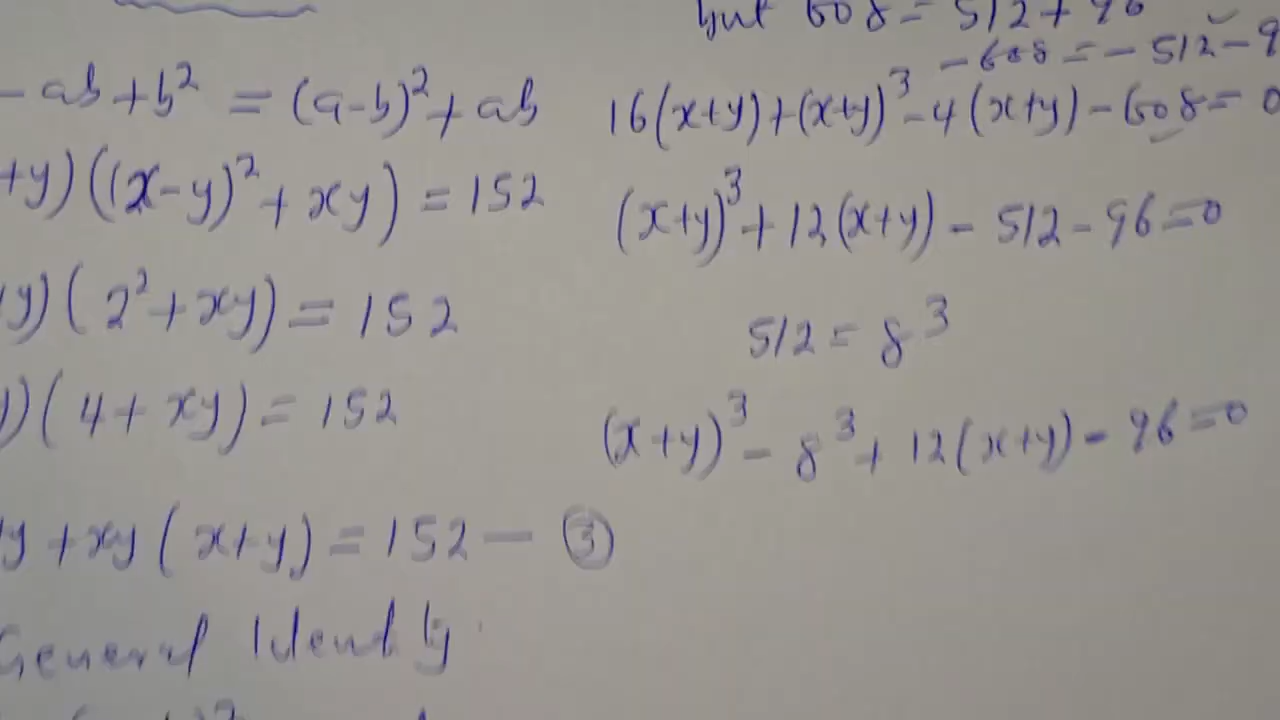 - ab + b² = (a-b)² + ab
+y)((x-y)² + xy) = 152
y)(2² + xy) = 152
)(4 + xy) = 152
y + xy(x+y) = 152 — ③
General Identity
but 608 = 512 + 96
- 608 = - 512 - 9
16(x+y) + (x+y)³ - 4(x+y) - 608 = 0
(x+y)³ + 12(x+y) - 512 - 96 = 0
512 = 8³
(x+y)³ - 8³ + 12(x+y) - 96 = 0